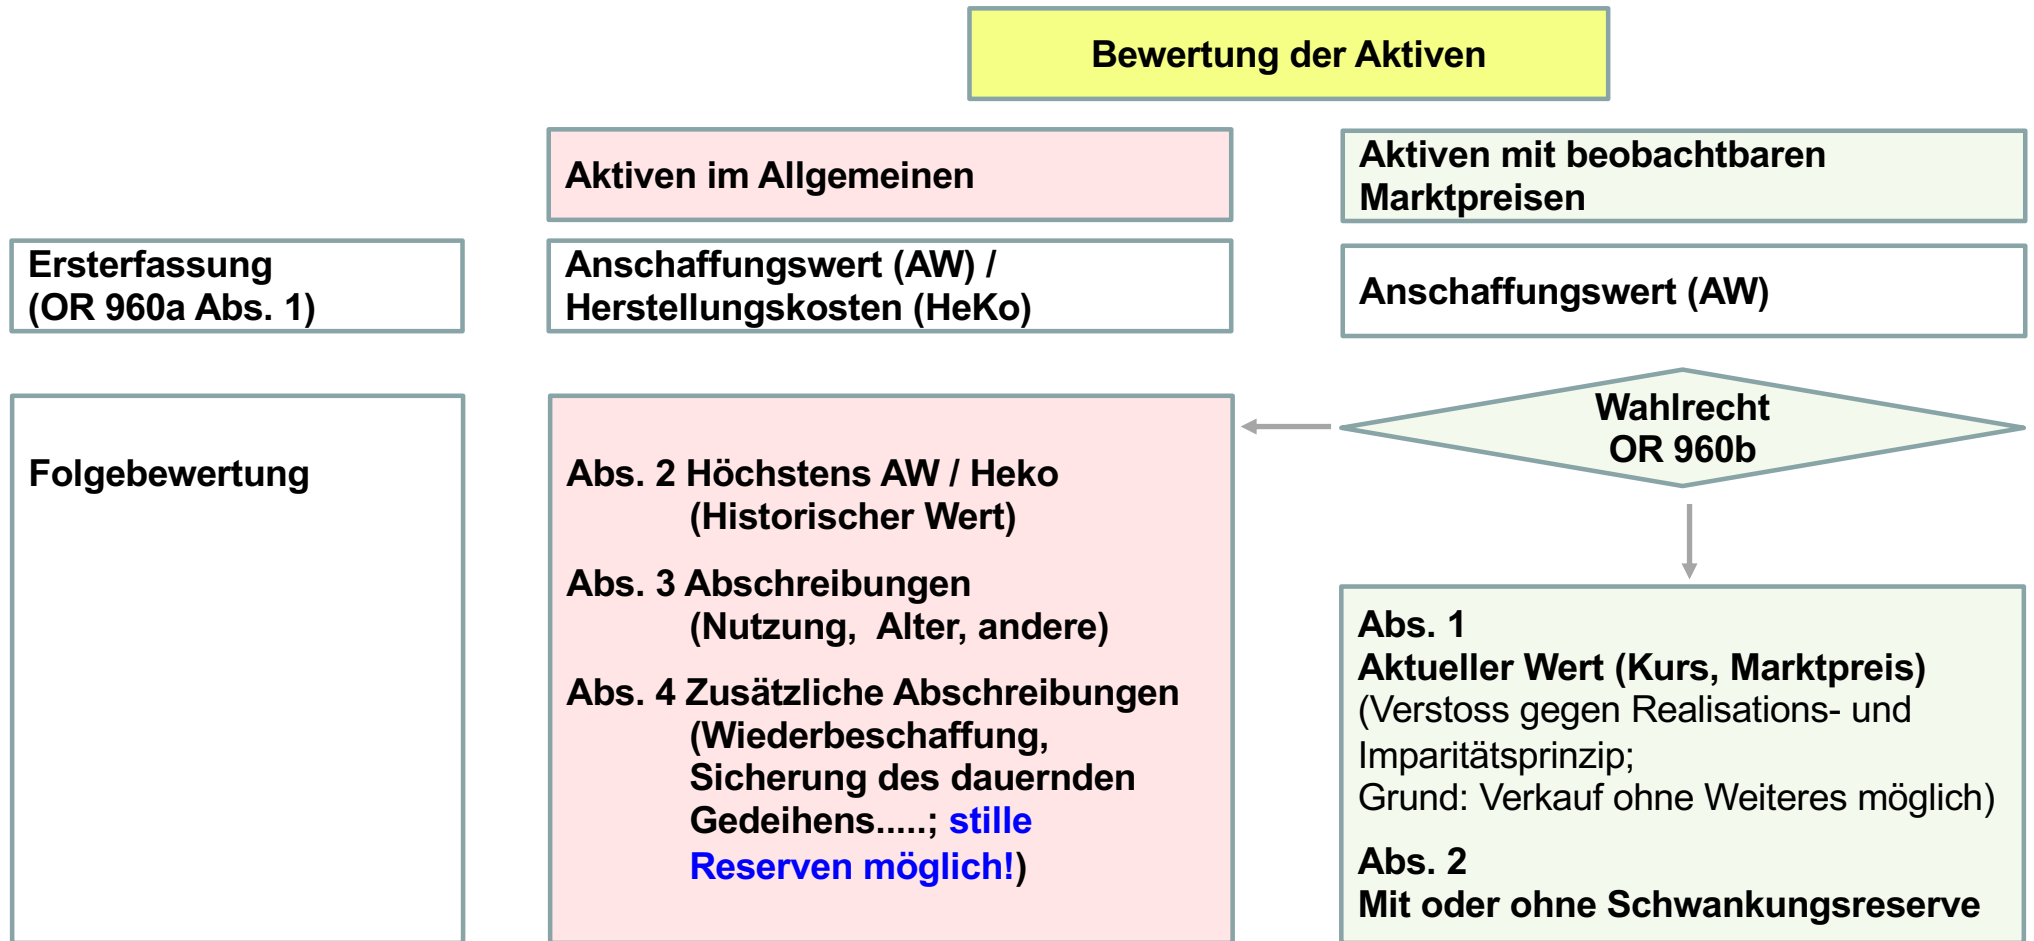 Bewertung der Aktiven
Aktiven im Allgemeinen
Aktiven mit beobachtbaren
Marktpreisen
Ersterfassung
(OR 960a Abs. 1)
Anschaffungswert (AW) /
Herstellungskosten (HeKo)
Anschaffungswert (AW)
Wahlrecht
OR 960b
Folgebewertung
Abs. 2 Höchstens AW / Heko
(Historischer Wert)
Abs. 3 Abschreibungen
(Nutzung, Alter, andere)
Abs. 4 Zusätzliche Abschreibungen
(Wiederbeschaffung,
Sicherung des dauernden
Gedeihens.....; stille
Reserven möglich!)
Abs. 1
Aktueller Wert (Kurs, Marktpreis)
(Verstoss gegen Realisations- und
Imparitätsprinzip;
Grund: Verkauf ohne Weiteres möglich)
Abs. 2
Mit oder ohne Schwankungsreserve